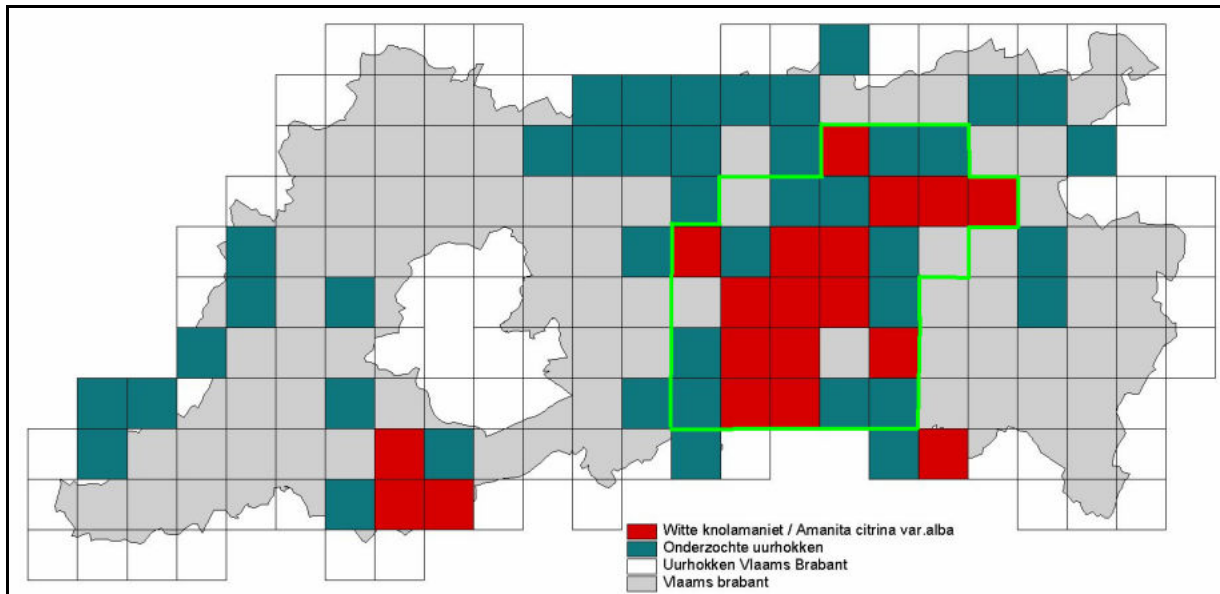 Witte knolamaniet / Amanita citrina var.alba
Onderzochte uurhokken
Uurhokken Vlaams Brabant
Vlaams brabant